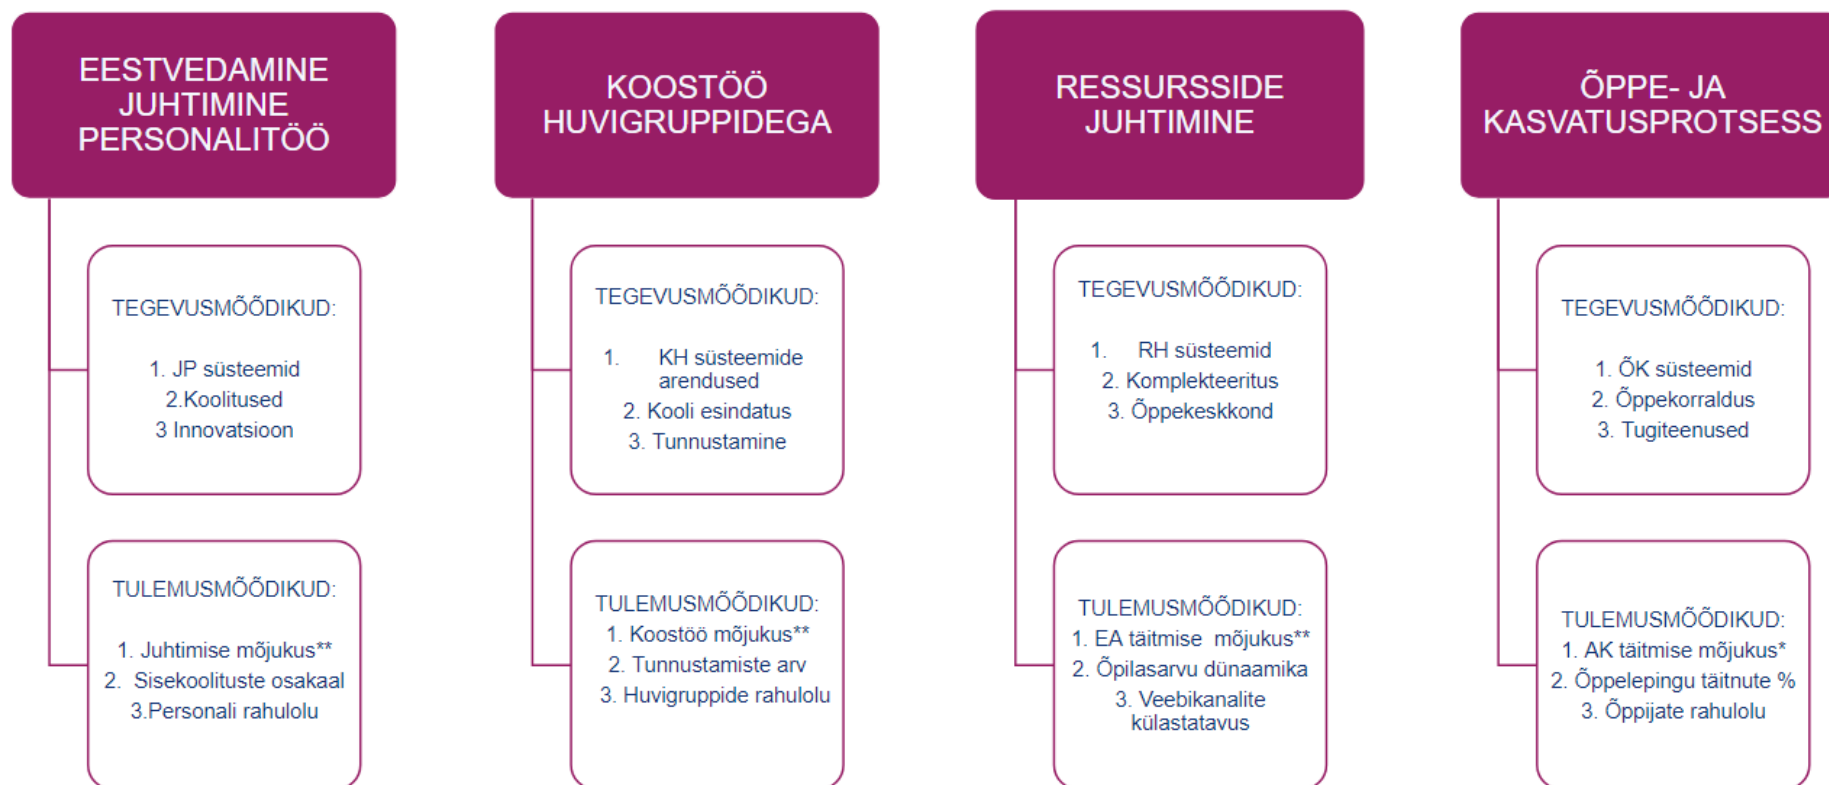 EESTVEDAMINE
JUHTIMINE
PERSONALITÖÖ
TEGEVUSMÕÕDIKUD:
1. JP süsteemid
2.Koolitused
3 Innovatsioon
TULEMUSMÕÕDIKUD:
1. Juhtimise mõjukus**
2. Sisekoolituste osakaal
3.Personali rahulolu
KOOSTÖÖ
HUVIGRUPPIDEGA
TEGEVUSMÕÕDIKUD:
1. KH süsteemide
arendused
2. Kooli esindatus
3. Tunnustamine
TULEMUSMÕÕDIKUD:
1. Koostöö mõjukus**
2. Tunnustamiste arv
3. Huvigruppide rahulolu
RESSURSSIDE
JUHTIMINE
TEGEVUSMÕÕDIKUD:
1. RH süsteemid
2. Komplekteeritus
3. Õppekeskkond
TULEMUSMÕÕDIKUD:
1. EA täitmise mõjukus**
2. Õpilasarvu dünaamika
3. Veebikanalite
külastatavus
ÕPPE- JA
KASVATUSPROTSESS
TEGEVUSMÕÕDIKUD:
1. ÕK süsteemid
2. Õppekorraldus
3. Tugiteenused
TULEMUSMÕÕDIKUD:
1. AK täitmise mõjukus*
2. Õppelepingu täitnute %
3. Õppijate rahulolu